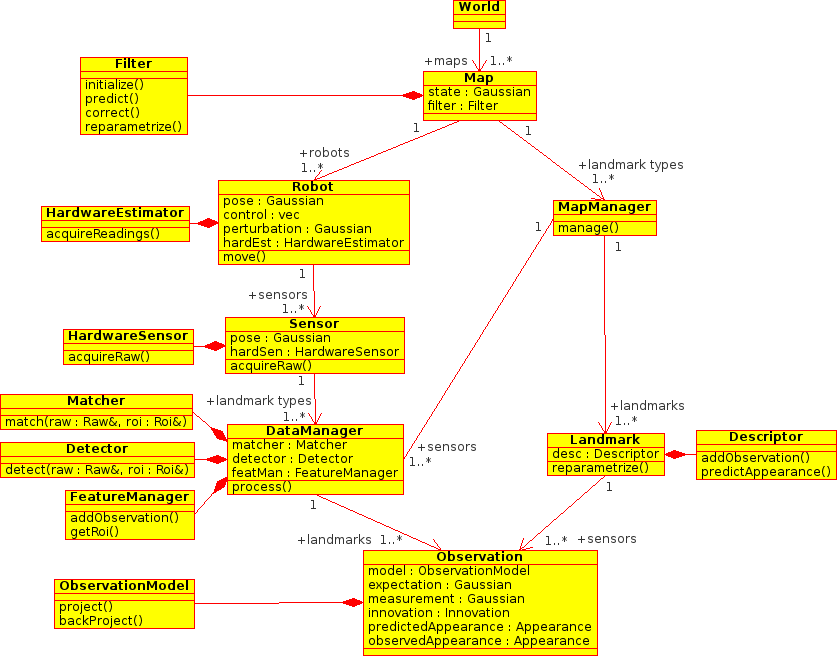 World
1
+maps 1..*
Filter
initialize()
predict()
correct()
reparametrize()
Map
state : Gaussian
filter : Filter
1
1
+robots
1..*
+landmark types
1..*
Robot
pose : Gaussian
control : vec
perturbation : Gaussian
hardEst : HardwareEstimator
move()
HardwareEstimator
acquireReadings()
MapManager
manage()
1
1
1
+sensors
1..*
Sensor
pose : Gaussian
hardSen : HardwareSensor
acquireRaw()
HardwareSensor
acquireRaw()
1
+landmark types
1..*
Matcher
match(raw : Raw&, roi : Roi&)
Detector
detect(raw : Raw&, roi : Roi&)
FeatureManager
addObservation()
getRoi()
DataManager
matcher : Matcher
detector : Detector
featMan : FeatureManager
process()
+sensors
1..*
+landmarks
1..*
Landmark
desc : Descriptor
reparametrize()
Descriptor
addObservation()
predictAppearance()
1
1
+landmarks 1..*
1..* +sensors
Observation
model : ObservationModel
expectation : Gaussian
measurement : Gaussian
innovation : Innovation
predictedAppearance : Appearance
observedAppearance : Appearance
ObservationModel
project()
backProject()